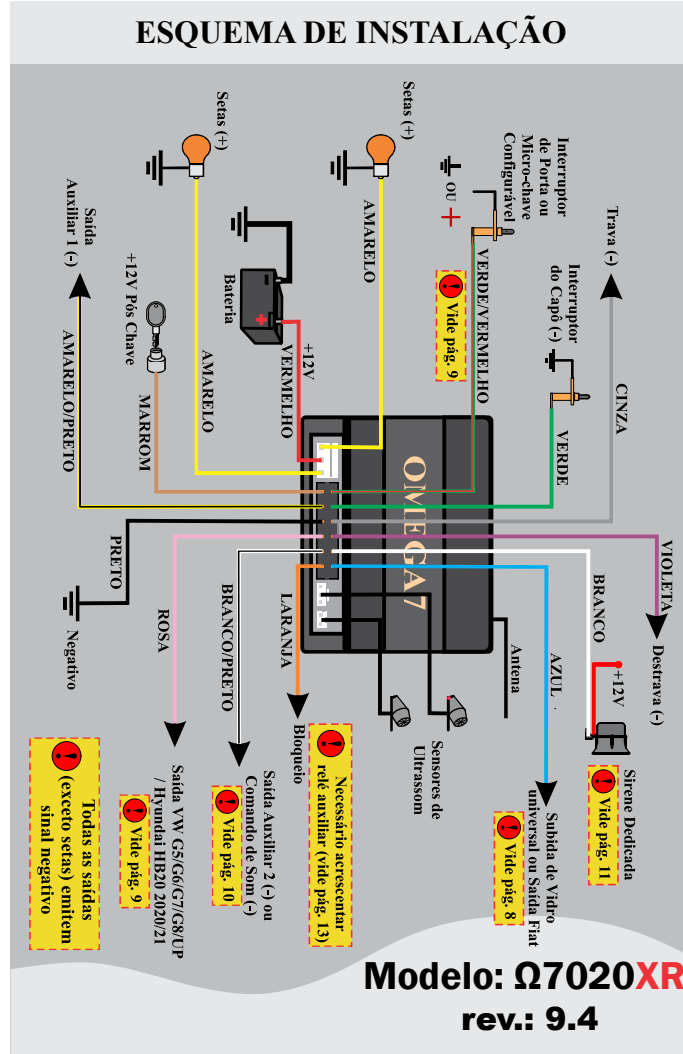 ESQUEMA DE INSTALAÇÃO
Setas (+)
Setas (+)
Interruptor
de Porta ou
Micro-chave
Configurável
OU
Trava (-)
Interruptor
do Capô (-)
Saída
Auxiliar 1 (-)
+12V Pós Chave
Bateria
AMARELO
AMARELO
+12V
VERMELHO
VERDE/VERMELHO
! Vide pág. 9
CINZA
VERDE
MARROM
AMARELO/PRETO
OMEGA7
PRETO
Negativo
ROSA
BRANCO/PRETO
LARANJA
Bloqueio
Antena
Sensores de
Ultrassom
AZUL
BRANCO
VIOLETA
Destrava (-)
+12V
Sirene Dedicada
! Vide pág. 11
Subida de Vidro
universal ou Saída Fiat
! Vide pág. 8
! Necessário acrescentar
relé auxiliar (vide pág. 13)
Saída Auxiliar 2 (-) ou
Comando de Som (-)
! Vide pág. 10
Saída VW G5/G6/G7/G8/UP
/ Hyundai HB20 2020/21
! Vide pág. 9
! Todas as saídas
(exceto setas) emitem
sinal negativo
Modelo: Ω7020XR
rev.: 9.4